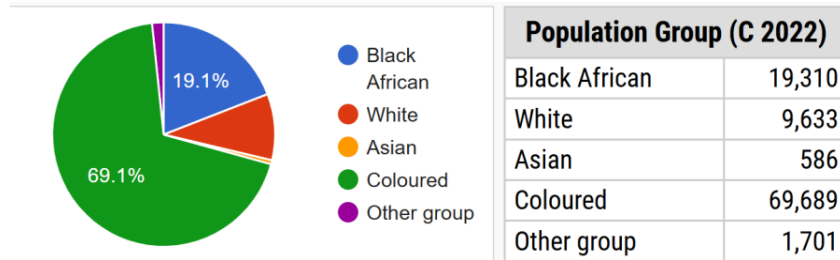 19.1%
69.1%
Black
African
White
Asian
Coloured
Other group
Population Group (C 2022)
Black African 19,310
White 9,633
Asian 586
Coloured 69,689
Other group 1,701